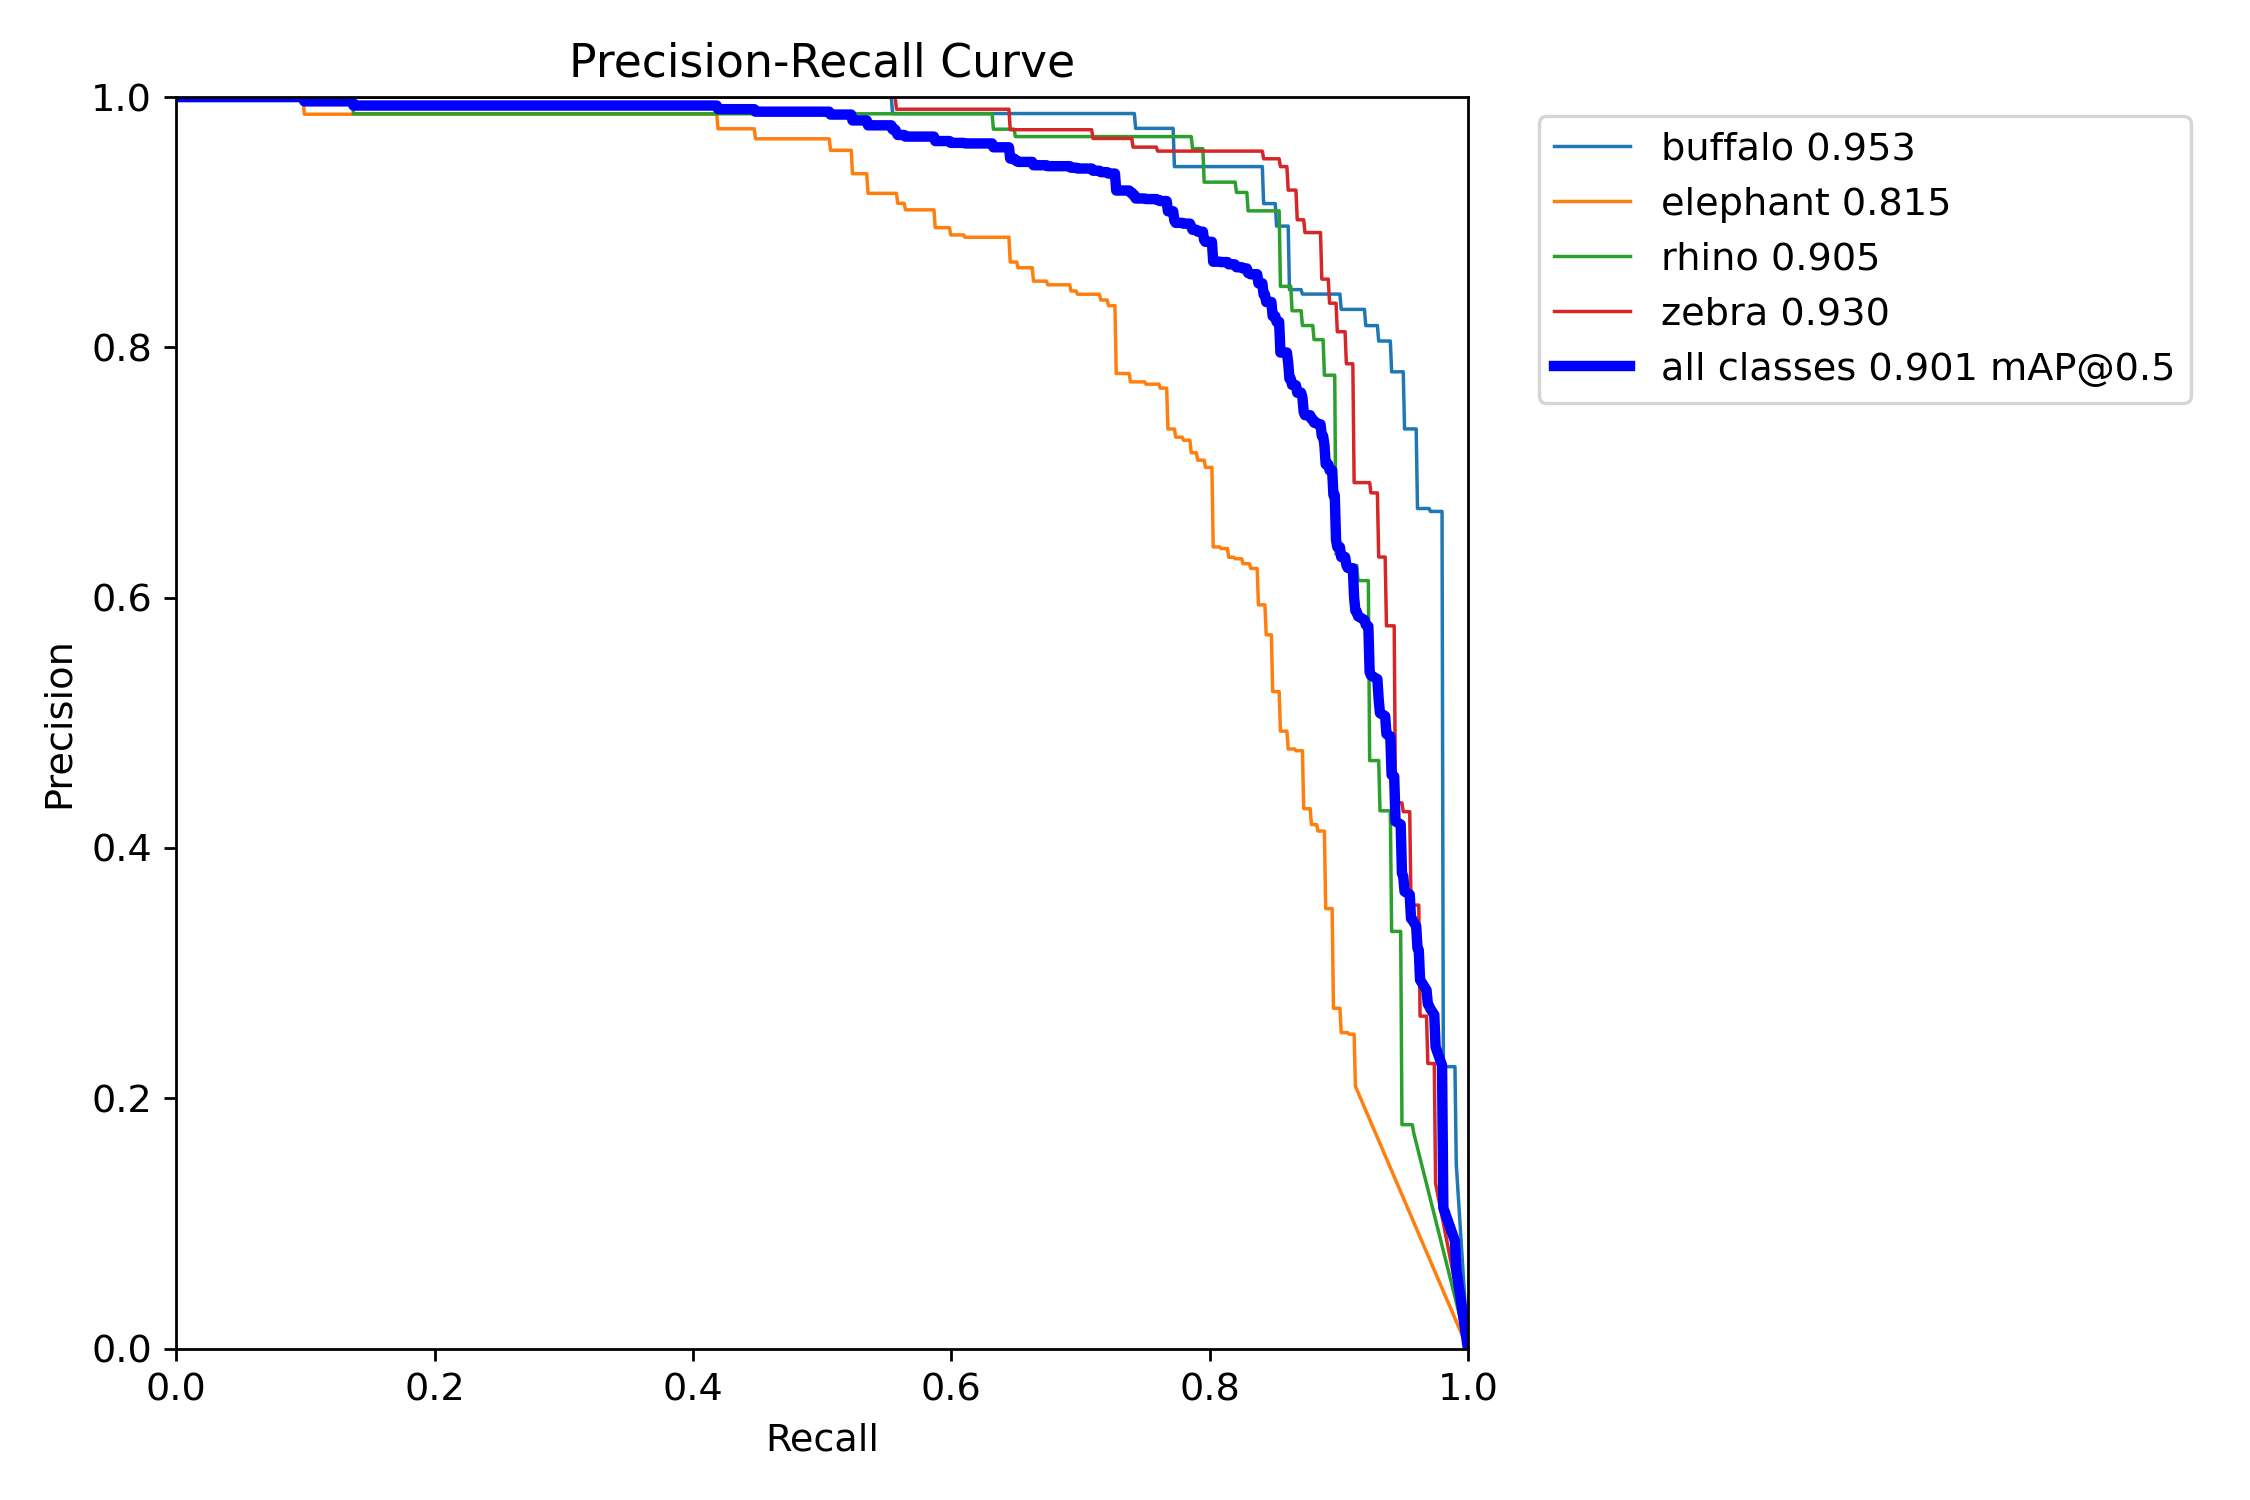 Precision-Recall Curve
1.0
0.8
0.6
0.4
0.2
0.0
Precision
0.0 0.2 0.4 0.6 0.8 1.0
Recall
buffalo 0.953
elephant 0.815
rhino 0.905
zebra 0.930
all classes 0.901 mAP@0.5